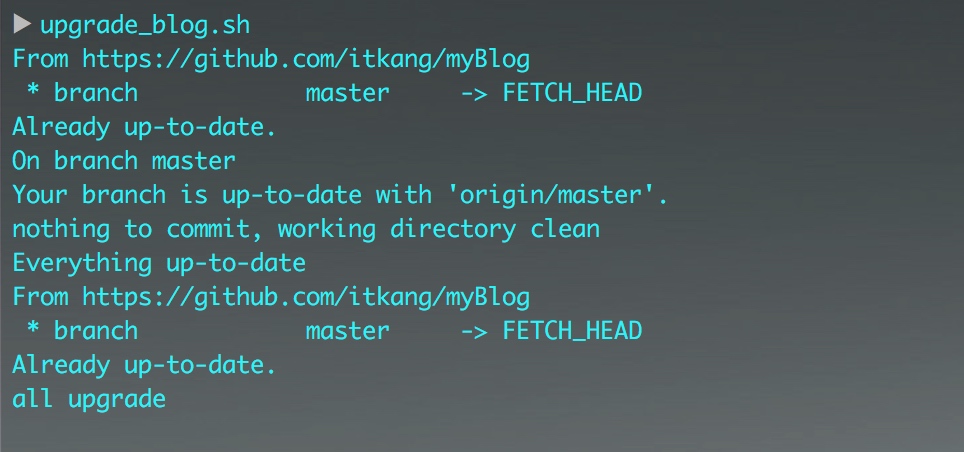 ▶ upgrade_blog.sh
From https://github.com/itkang/myBlog
 * branch            master     -> FETCH_HEAD
Already up-to-date.
On branch master
Your branch is up-to-date with 'origin/master'.
nothing to commit, working directory clean
Everything up-to-date
From https://github.com/itkang/myBlog
 * branch            master     -> FETCH_HEAD
Already up-to-date.
all upgrade